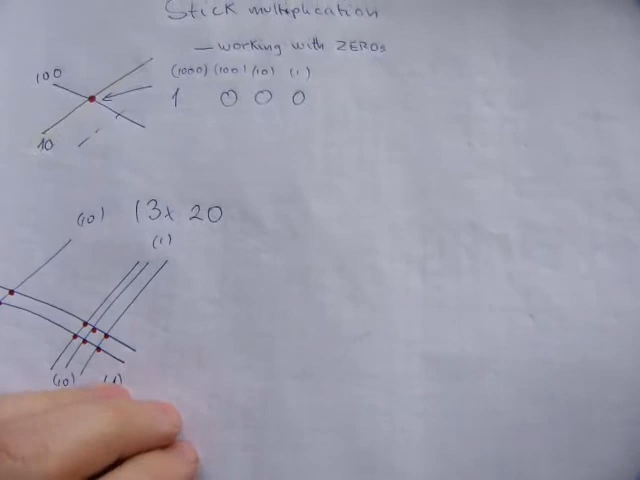 Stick multiplication
— working with ZEROs
(1000) (100) (10) (1)
100
1 0 0 0
10
(10) 13x 20
(1)
(10) (1)